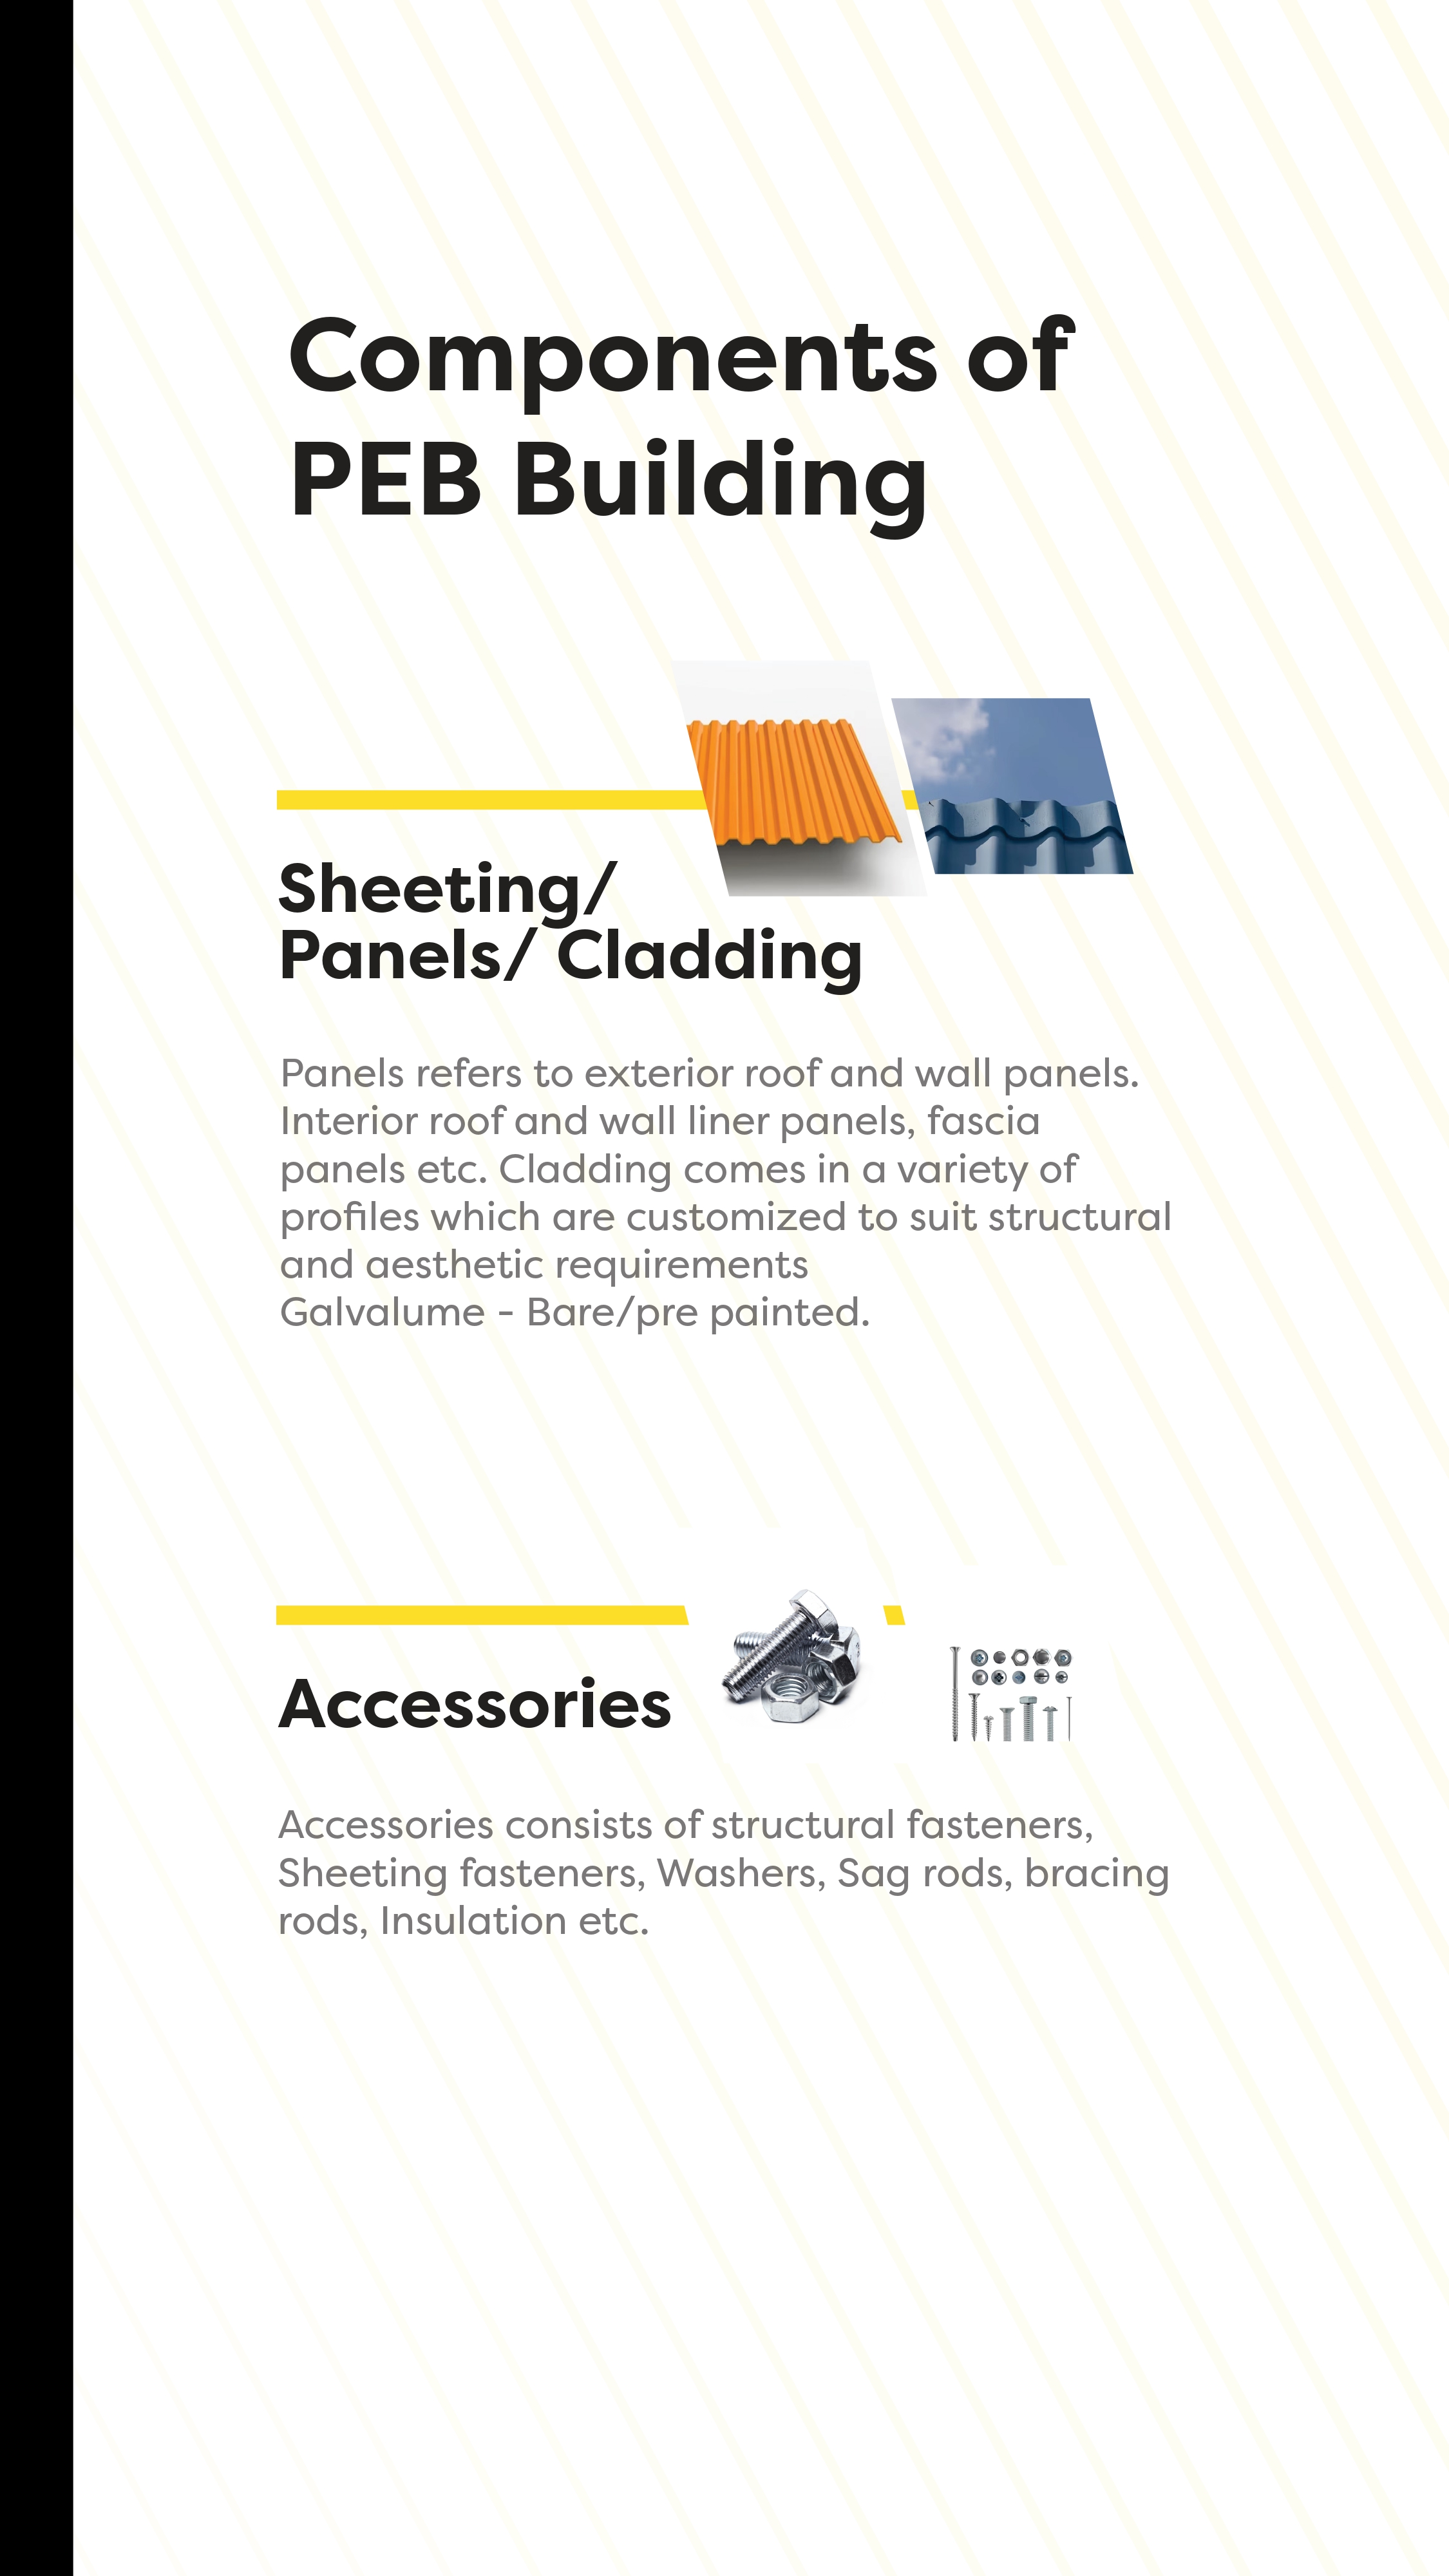 Components of
PEB Building
Sheeting/
Panels/ Cladding
Panels refers to exterior roof and wall panels.
Interior roof and wall liner panels, fascia
panels etc. Cladding comes in a variety of
profiles which are customized to suit structural
and aesthetic requirements
Galvalume - Bare/pre painted.
Accessories
Accessories consists of structural fasteners,
Sheeting fasteners, Washers, Sag rods, bracing
rods, Insulation etc.